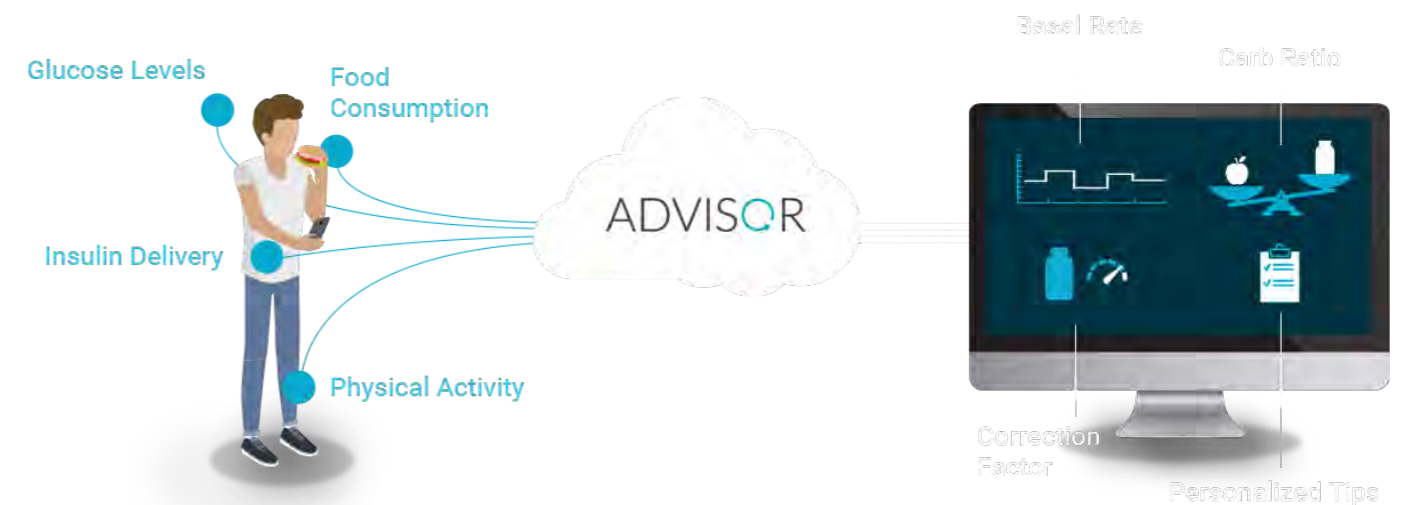 Basal Rate
Carb Ratio
Glucose Levels
Food
Consumption
ADVISOR
Insulin Delivery
Physical Activity
Correction
Factor
Personalized Tips